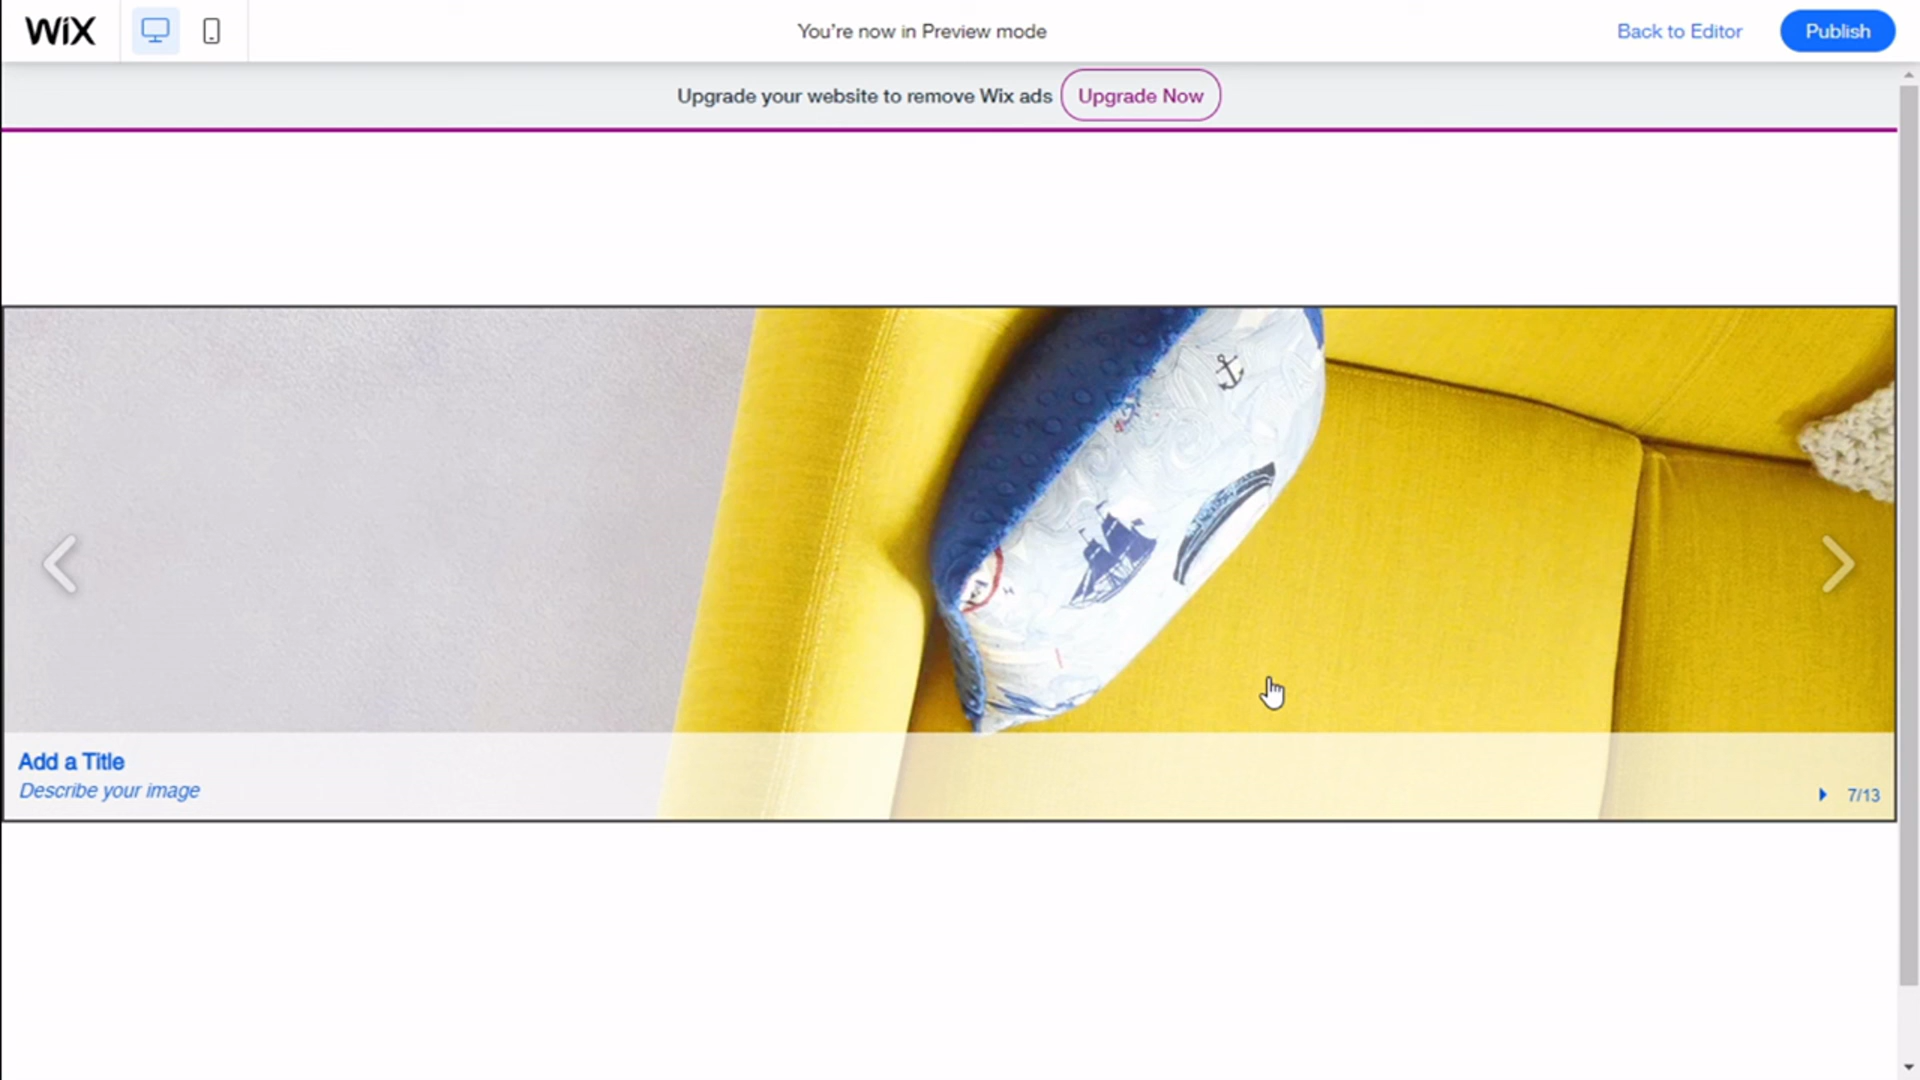 WiX
You're now in Preview mode
Back to Editor
Publish
Upgrade your website to remove Wix ads
Upgrade Now
Add a Title
Describe your image
7/13